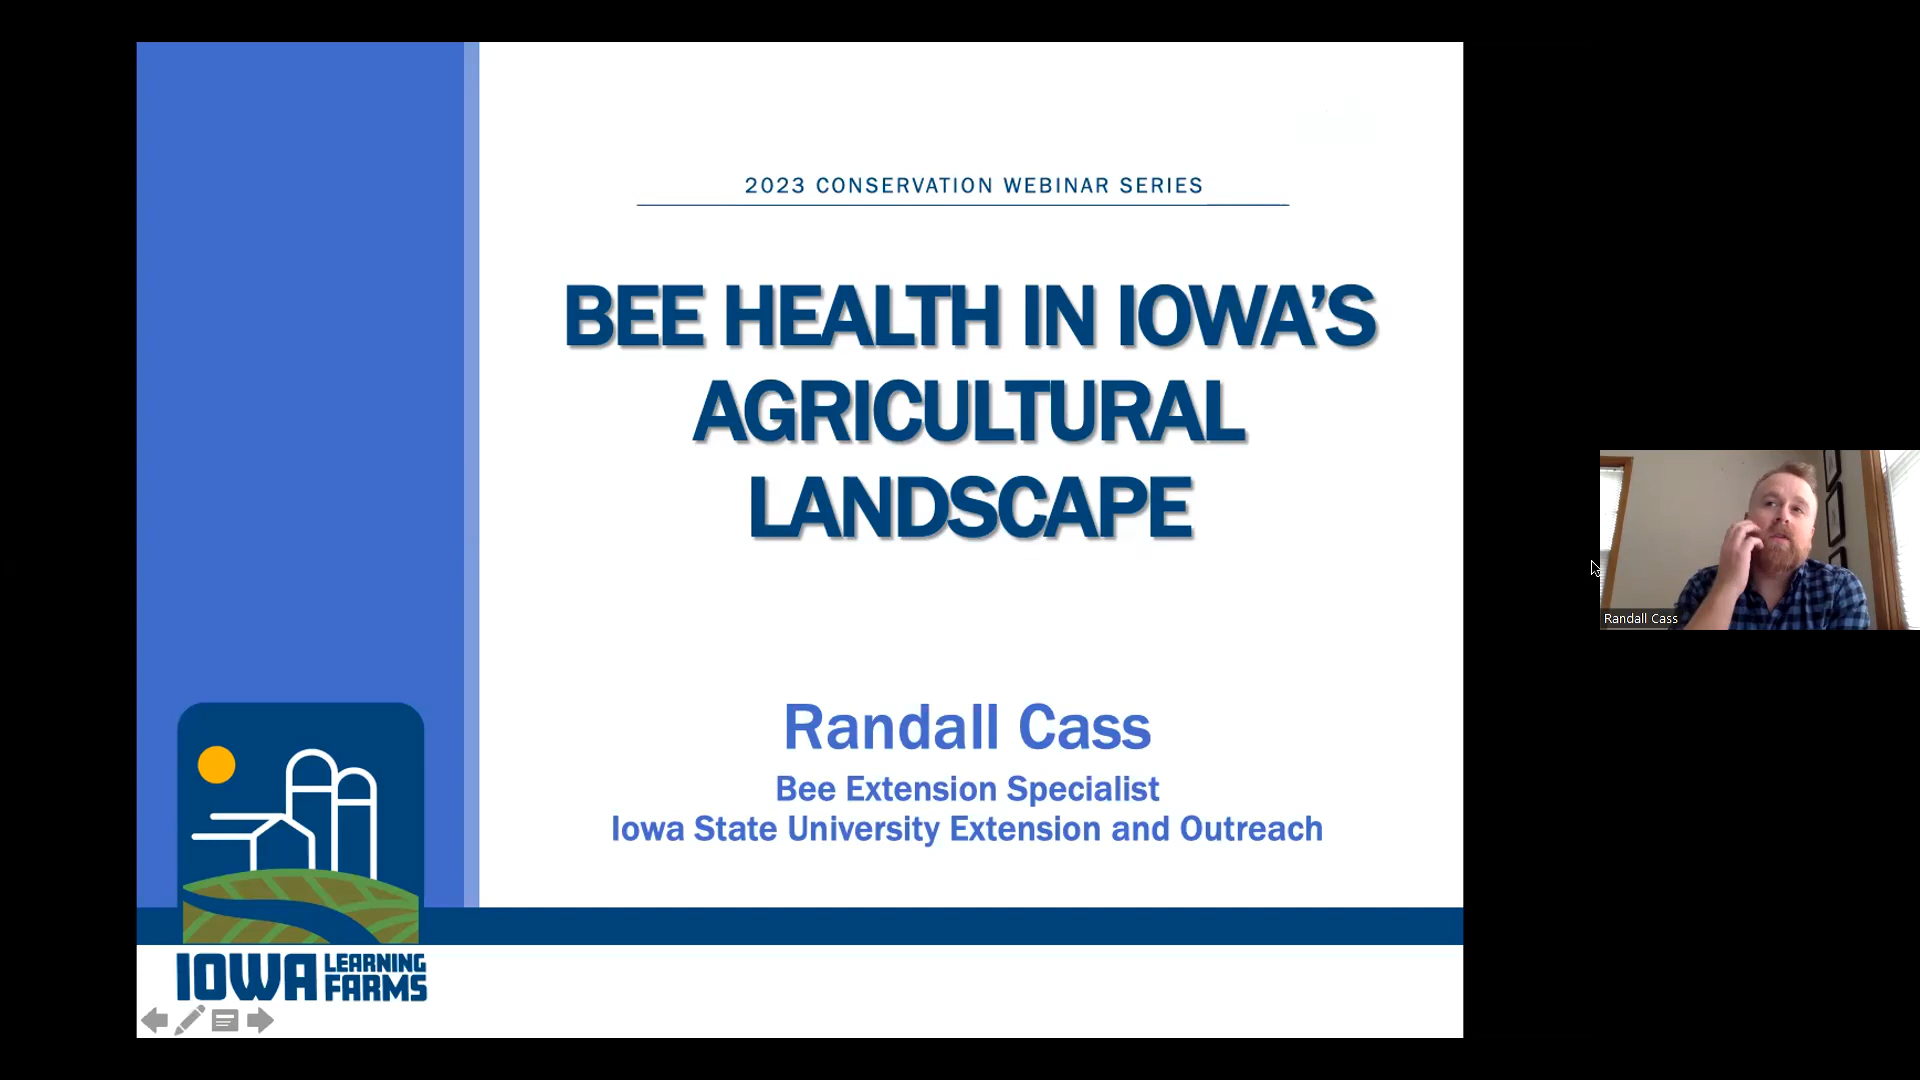 2023 CONSERVATION WEBINAR SERIES
BEE HEALTH IN IOWA’S
AGRICULTURAL
LANDSCAPE
Randall Cass
Bee Extension Specialist
Iowa State University Extension and Outreach
IOWA LEARNING
FARMS
Randall Cass